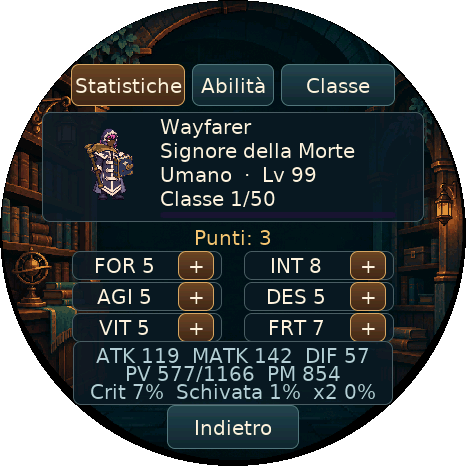 Statistiche Abilità Classe
Wayfarer
Signore della Morte
Umano · Lv 99
Classe 1/50
Punti: 3
FOR 5 + INT 8 +
AGI 5 + DES 5 +
VIT 5 + FRT 7 +
ATK 119 MATK 142 DIF 57
PV 577/1166 PM 854
Crit 7% Schivata 1% x2 0%
Indietro